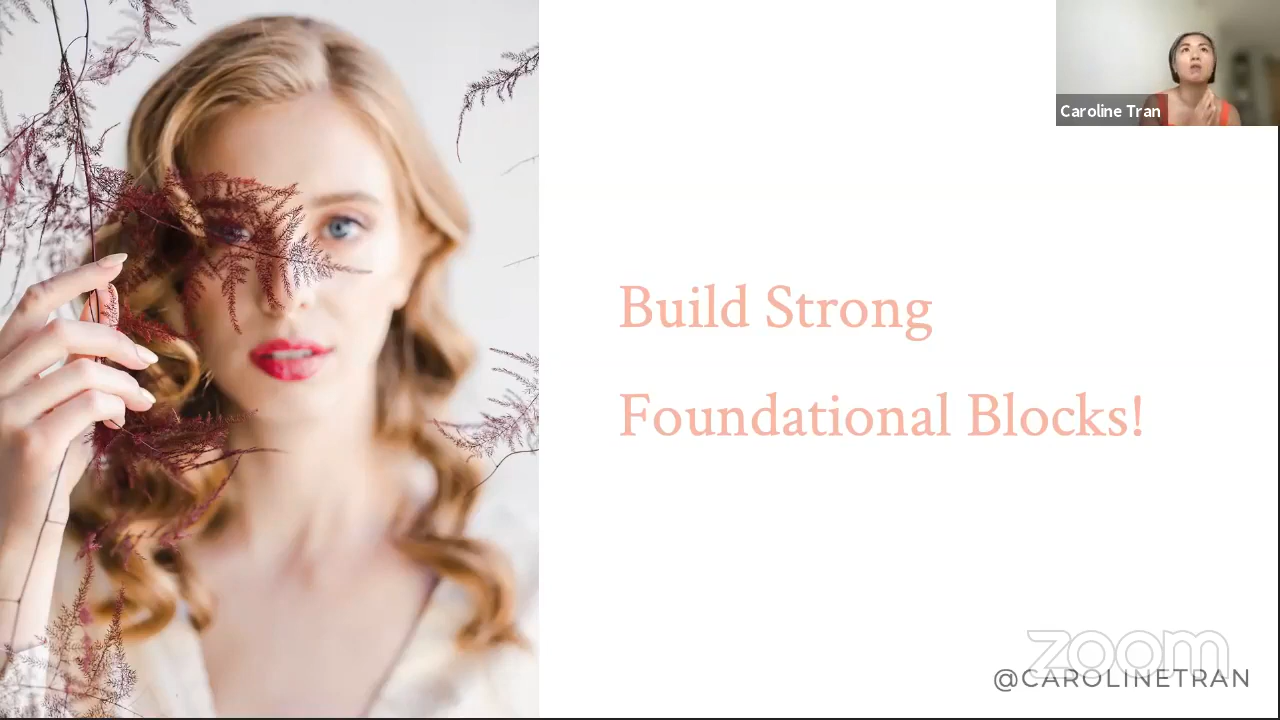 Caroline Tran
Build Strong
Foundational Blocks!
zoom
@CAROLINETRAN